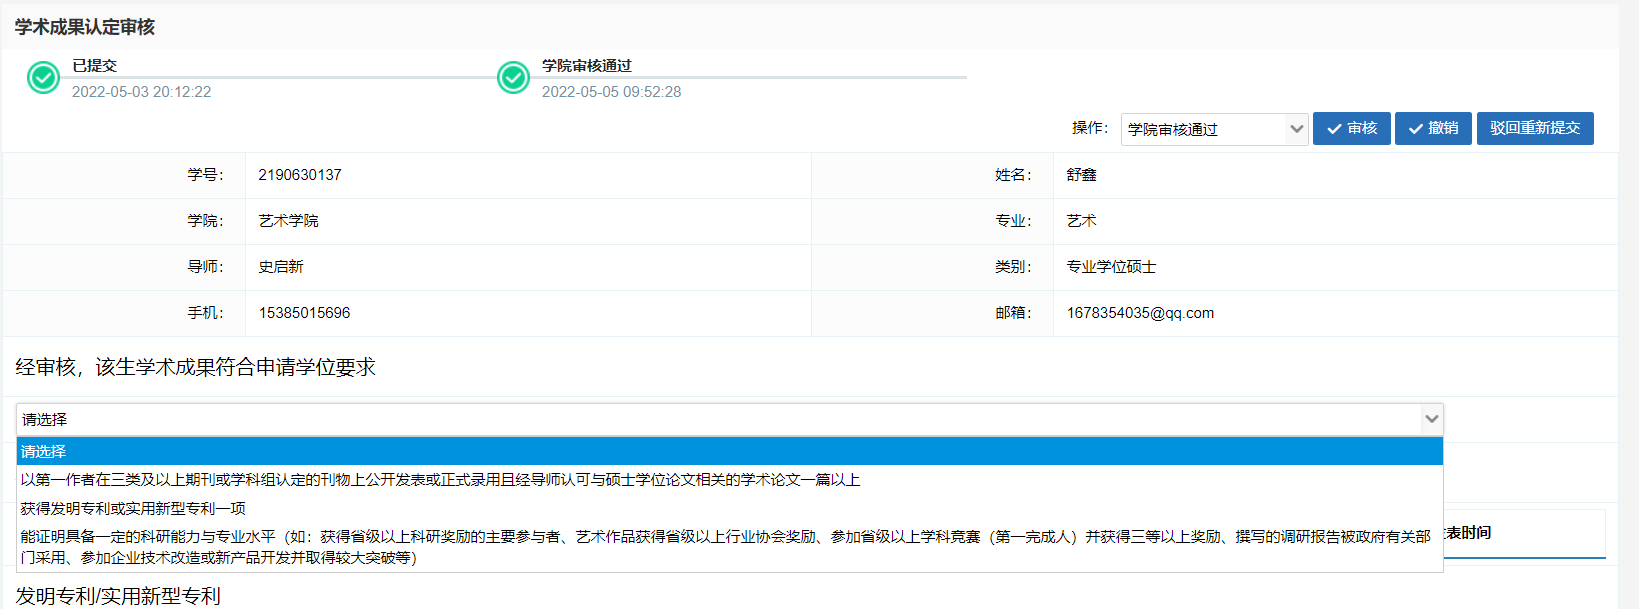 学术成果认定审核
已提交
学院审核通过
2022-05-03 20:12:22
2022-05-05 09:52:28
操作： 学院审核通过 审核 撤销 驳回重新提交
学号： 2190630137 姓名： 舒鑫
学院： 艺术学院 专业： 艺术
导师： 史启新 类别： 专业学位硕士
手机： 15385015696 邮箱： 1678354035@qq.com
经审核，该生学术成果符合申请学位要求
请选择
请选择
以第一作者在三类及以上期刊或学科组认定的刊物上公开发表或正式录用且经导师认可与硕士学位论文相关的学术论文一篇以上
获得发明专利或实用新型专利一项
能证明具备一定的科研能力与专业水平（如：获得省级以上科研奖励的主要参与者、艺术作品获得省级以上行业协会奖励、参加省级以上学科竞赛（第一完成人）并获得三等以上奖励、撰写的调研报告被政府有关部
门采用、参加企业技术改造或新产品开发并取得较大突破等）
表时间
发明专利/实用新型专利